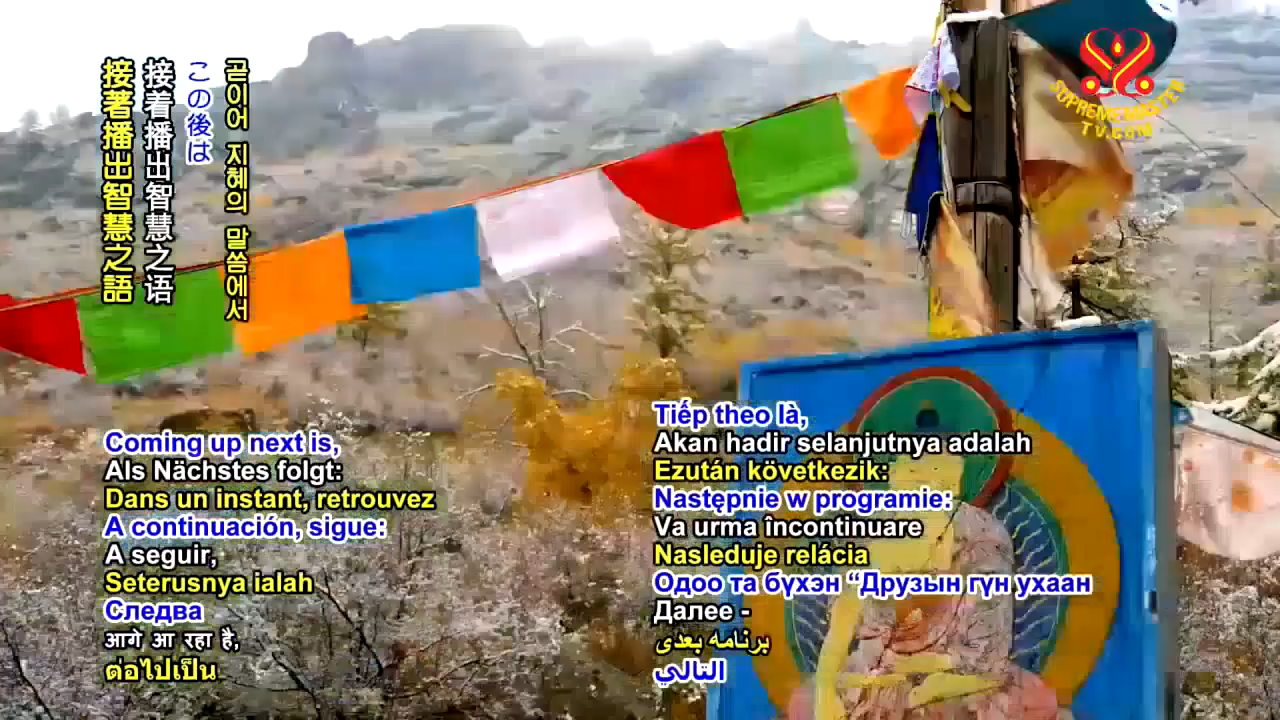 接著播出智慧之語
接着播出智慧之语
この後は
곧이어 지혜의 말씀에서
SUPREME MASTER
TV.COM
Coming up next is,
Als Nächstes folgt:
Dans un instant, retrouvez
A continuación, sigue:
A seguir,
Seterusnya ialah
Следва
आगे आ रहा है,
ต่อไปเป็น
Tiếp theo là,
Akan hadir selanjutnya adalah
Ezután következik:
Następnie w programie:
Va urma încontinuare
Nasleduje relácia
Одоо та бүхэн “Друзын гүн ухаан
Далее -
برنامه بعدی
التالي